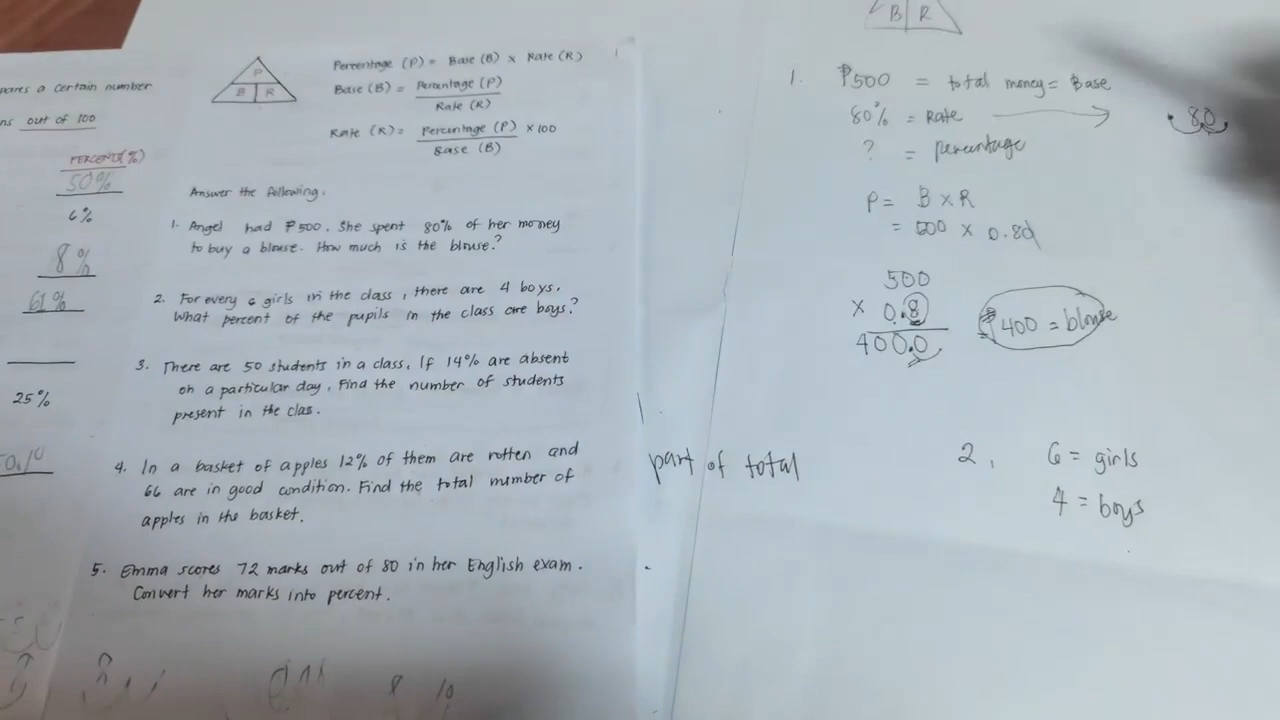 pares a certain number
ns out of 100
PERCENT(%)
50%
6%
8%
61%
25%
P
B R
Percentage (P) = Base (B) x Rate (R)
Base (B) = Percentage (P)
Rate (R)
Rate (R) = Percentage (P) x 100
Base (B)
Answer the following.
1. Angel had ₱500. She spent 80% of her money
to buy a blouse. How much is the blouse?
2. For every 6 girls in the class, there are 4 boys.
What percent of the pupils in the class are boys?
3. There are 50 students in a class. If 14% are absent
on a particular day, Find the number of students
present in the clas.
4. In a basket of apples 12% of them are rotten and
66 are in good condition. Find the total number of
apples in the basket.
5. Emma scores 72 marks out of 80 in her English exam.
Convert her marks into percent.
part of total
B R
1. ₱500 = total money = Base
80% = Rate → .80.
? = percentage
P = B x R
= 500 x 0.80
500
x 0.8
400.0
₱400 = blouse
2. 6 = girls
4 = boys